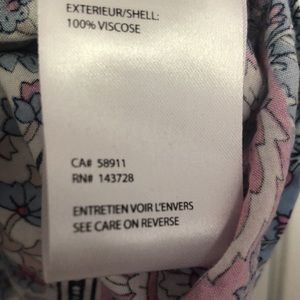 EXTERIEUR/SHELL:
100% VISCOSE
CA# 58911
RN# 143728
ENTRETIEN VOIR L'ENVERS
SEE CARE ON REVERSE